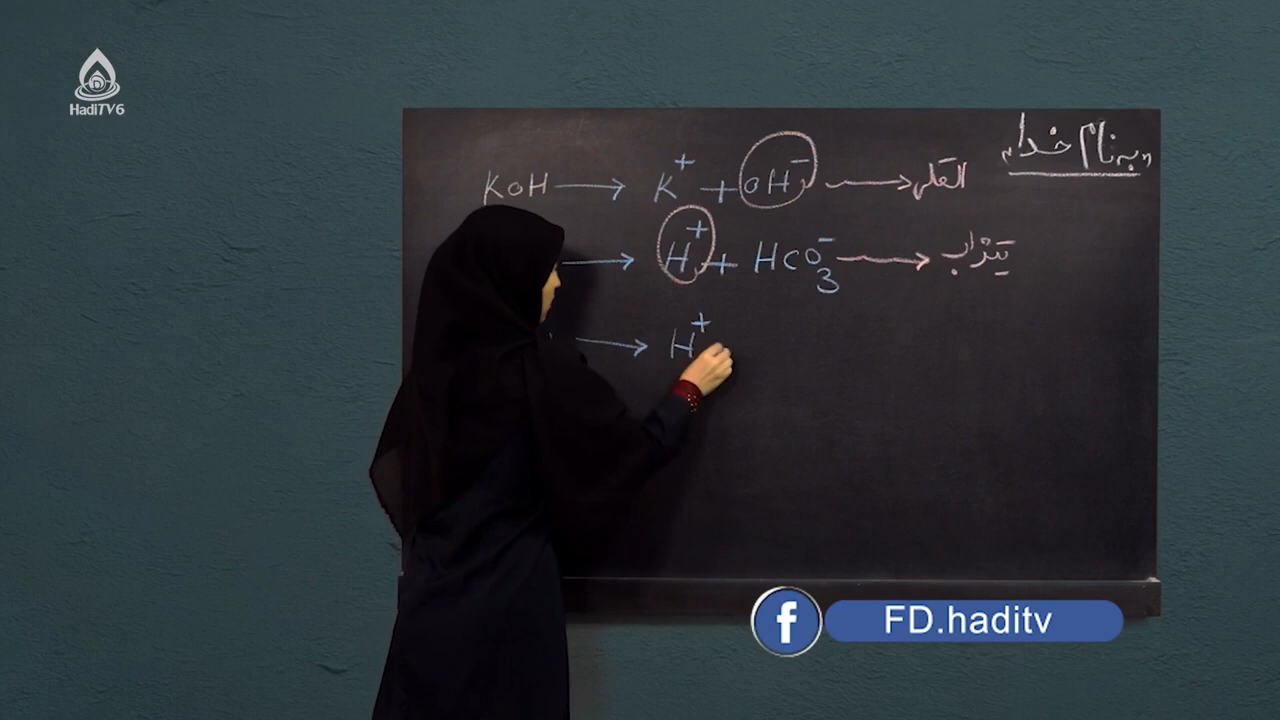 HadiTV6
"به نام خدا"
KOH → K⁺ + OH⁻ → القلی
→ H⁺ + HCO₃⁻ → تیزاب
→ H⁺
FD.haditv